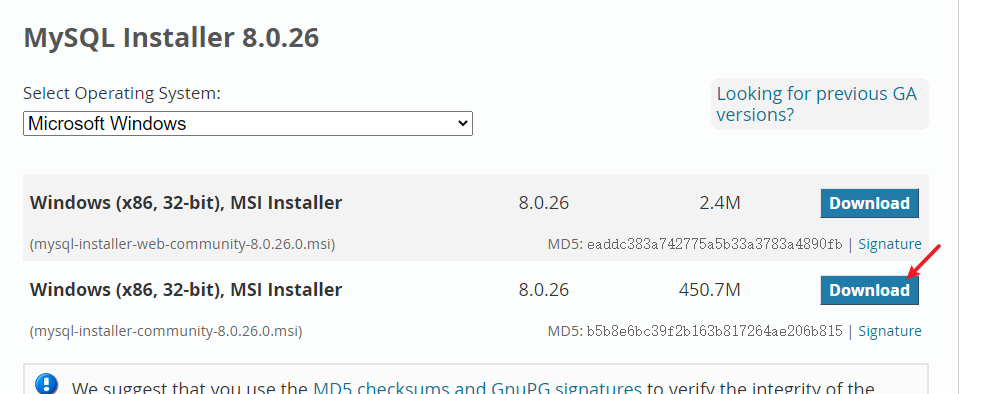 MySQL Installer 8.0.26
Select Operating System:
Looking for previous GA
versions?
Microsoft Windows
Windows (x86, 32-bit), MSI Installer 8.0.26 2.4M Download
(mysql-installer-web-community-8.0.26.0.msi) MD5: eaddc383a742775a5b33a3783a4890fb | Signature
Windows (x86, 32-bit), MSI Installer 8.0.26 450.7M Download
(mysql-installer-community-8.0.26.0.msi) MD5: b5b8e6bc39f2b163b817264ae206b815 | Signature
We suggest that you use the MD5 checksums and GnuPG signatures to verify the integrity of the